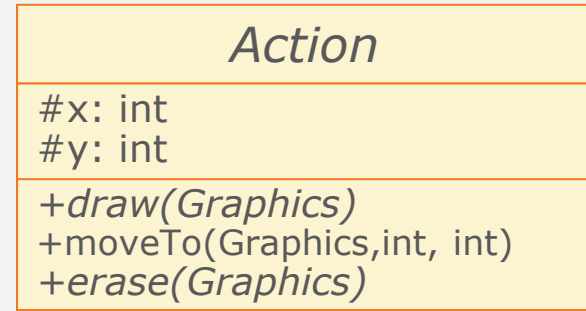 Action
#x: int
#y: int
+draw(Graphics)
+moveTo(Graphics,int, int)
+erase(Graphics)